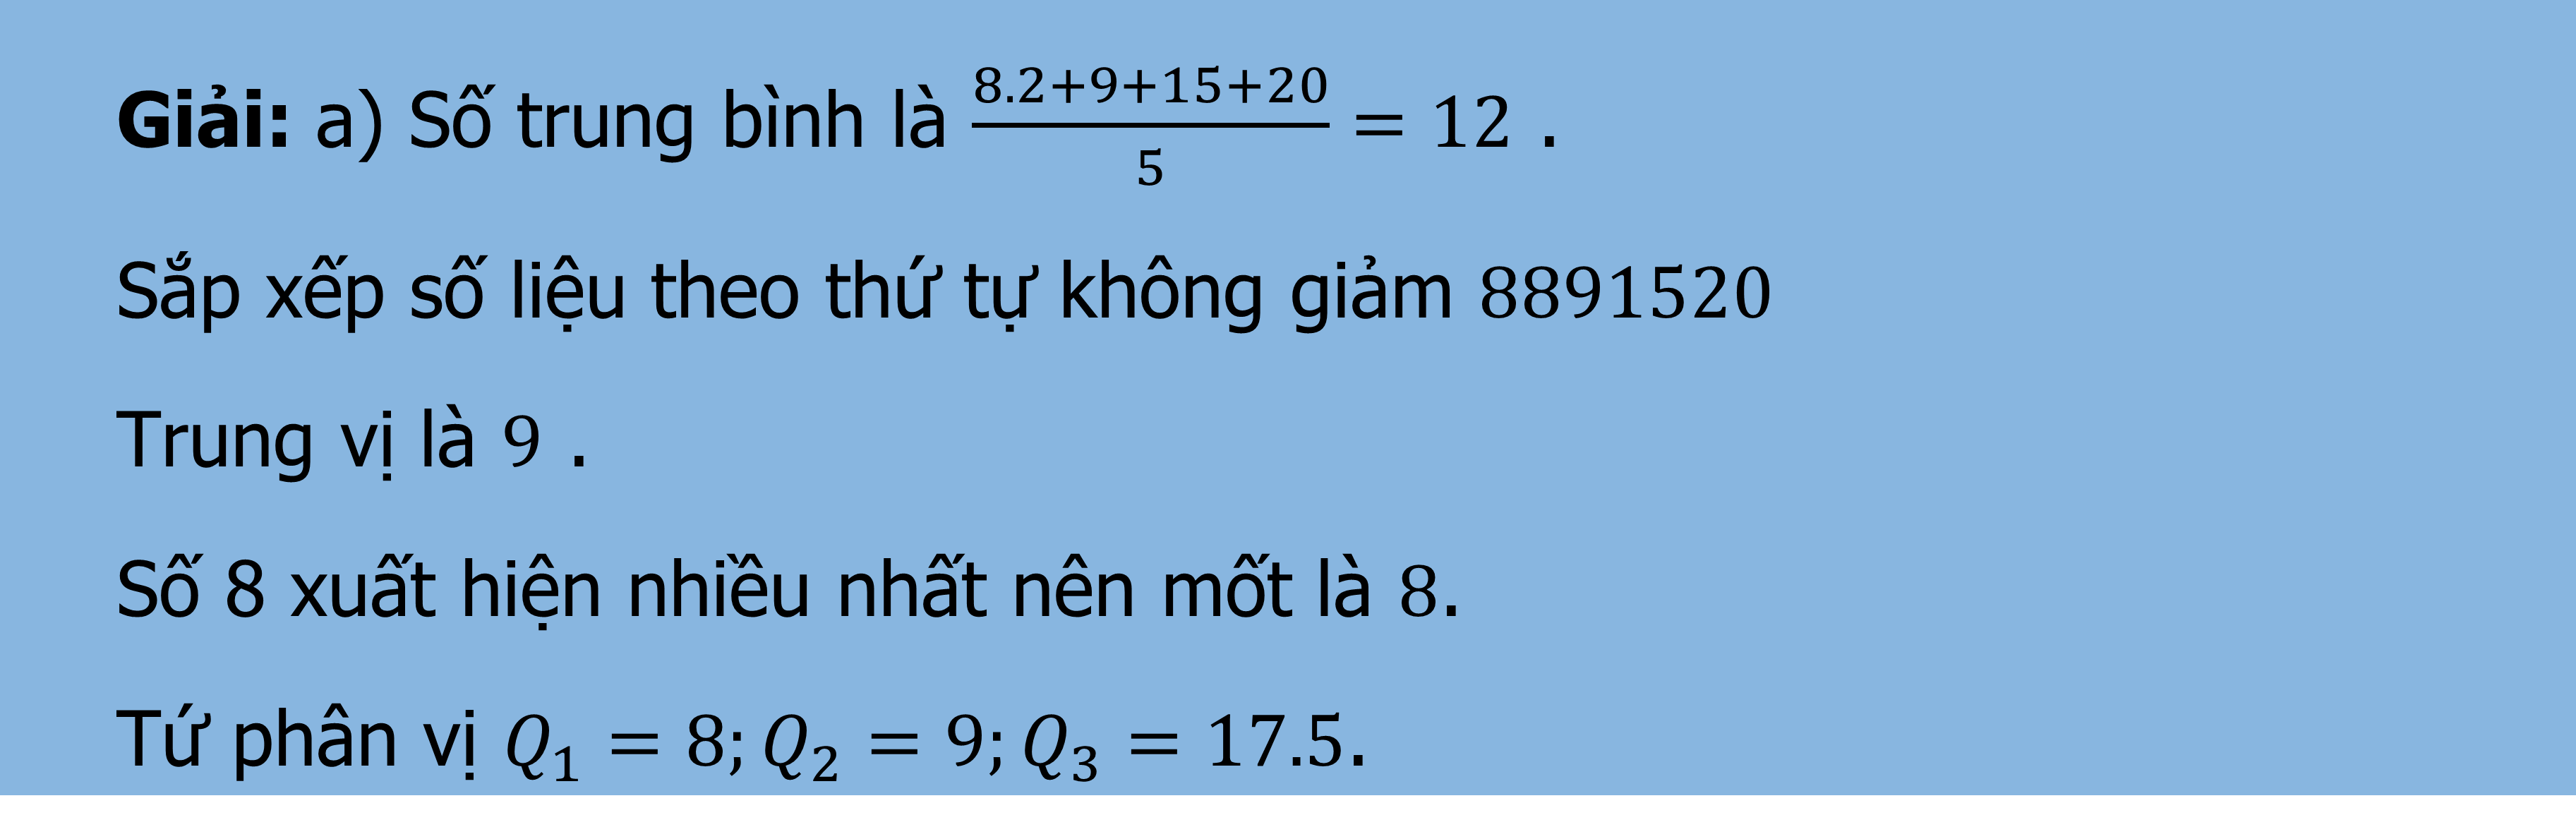 Giải: a) Số trung bình là \frac{8.2+9+15+20}{5} = 12 .
Sắp xếp số liệu theo thứ tự không giảm 8891520
Trung vị là 9 .
Số 8 xuất hiện nhiều nhất nên mốt là 8.
Tứ phân vị Q₁ = 8; Q₂ = 9; Q₃ = 17.5.